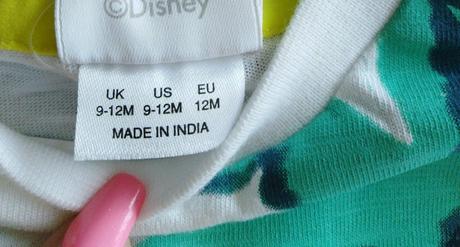 ©Disney
UK US EU
9-12M 9-12M 12M
MADE IN INDIA